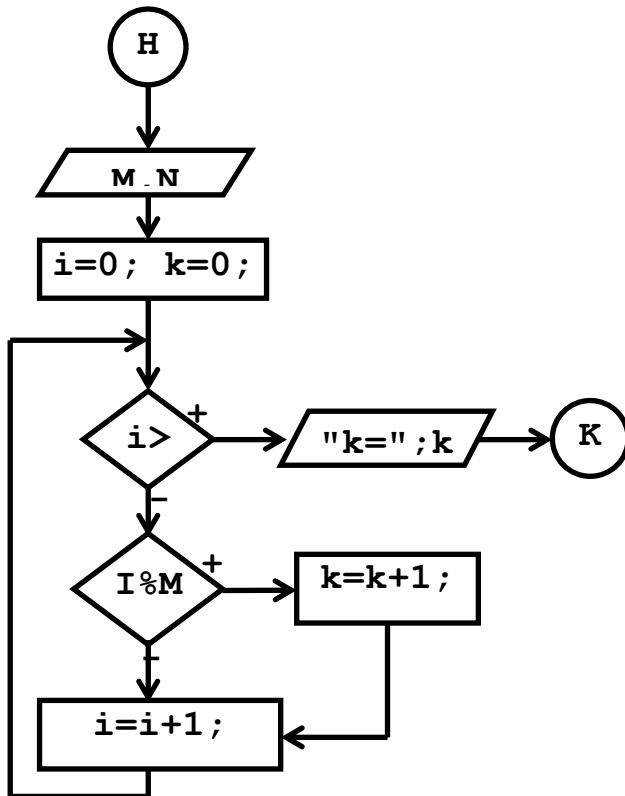 Н
M,N
i=0; k=0;
+
i>
"k=";k
К
-
+
I%M
k=k+1;
-
i=i+1;